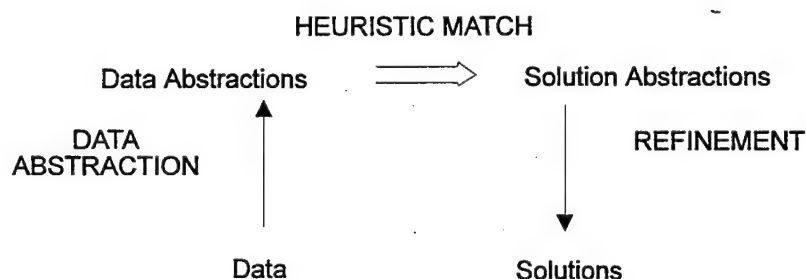 HEURISTIC MATCH
Data Abstractions
Solution Abstractions
DATA
ABSTRACTION
REFINEMENT
Data
Solutions